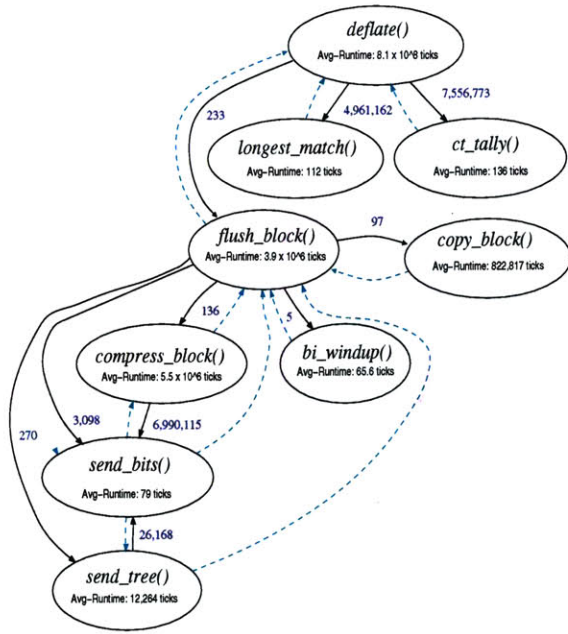 deflate()
Avg-Runtime: 8.1 x 10^6 ticks
233
4,961,162
7,556,773
longest_match()
Avg-Runtime: 112 ticks
ct_tally()
Avg-Runtime: 136 ticks
flush_block()
Avg-Runtime: 3.9 x 10^6 ticks
97
copy_block()
Avg-Runtime: 822,817 ticks
136
5
compress_block()
Avg-Runtime: 5.5 x 10^6 ticks
bi_windup()
Avg-Runtime: 65.6 ticks
270
3,098
6,990,115
send_bits()
Avg-Runtime: 79 ticks
26,168
send_tree()
Avg-Runtime: 12,264 ticks